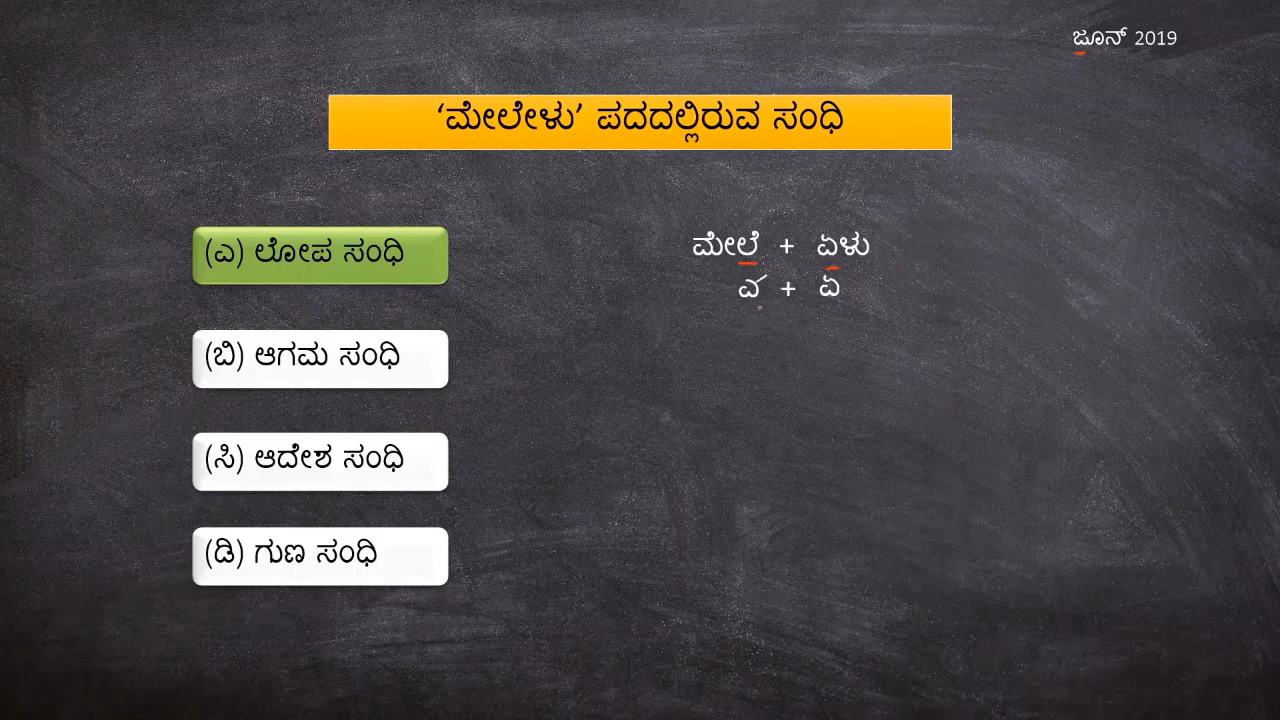 ಜೂನ್ 2019
‘ಮೇಲೇಳು’ ಪದದಲ್ಲಿರುವ ಸಂಧಿ
(ಎ) ಲೋಪ ಸಂಧಿ
ಮೇಲೆ + ಏಳು
ಎ + ಏ
(ಬಿ) ಆಗಮ ಸಂಧಿ
(ಸಿ) ಆದೇಶ ಸಂಧಿ
(ಡಿ) ಗುಣ ಸಂಧಿ